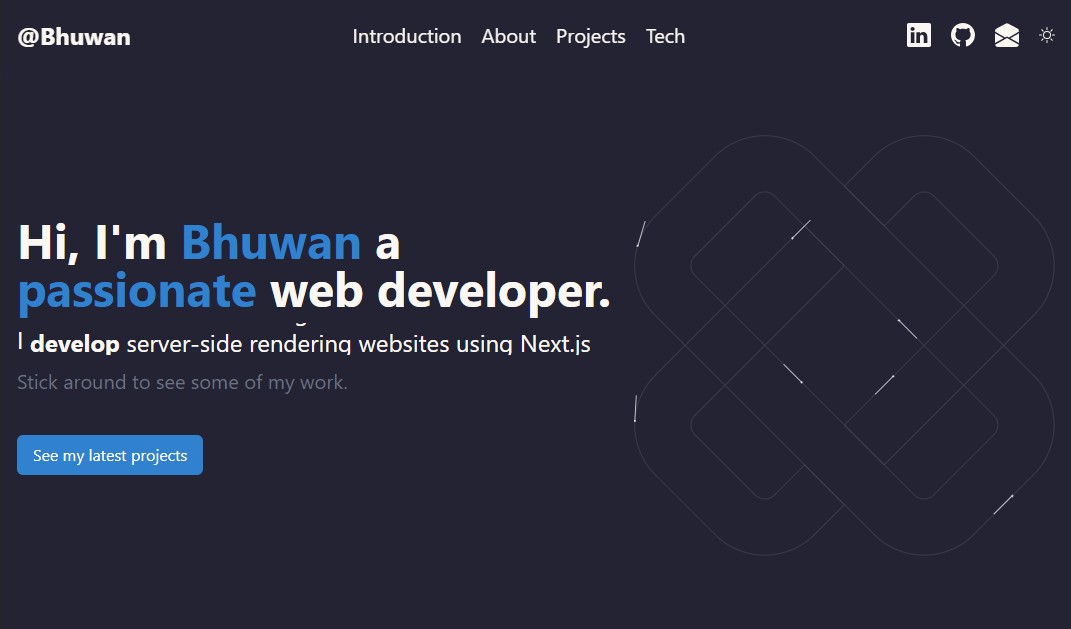 @Bhuwan
Introduction About Projects Tech
Hi, I'm Bhuwan a
passionate web developer.
I develop server-side rendering websites using Next.js
Stick around to see some of my work.
See my latest projects